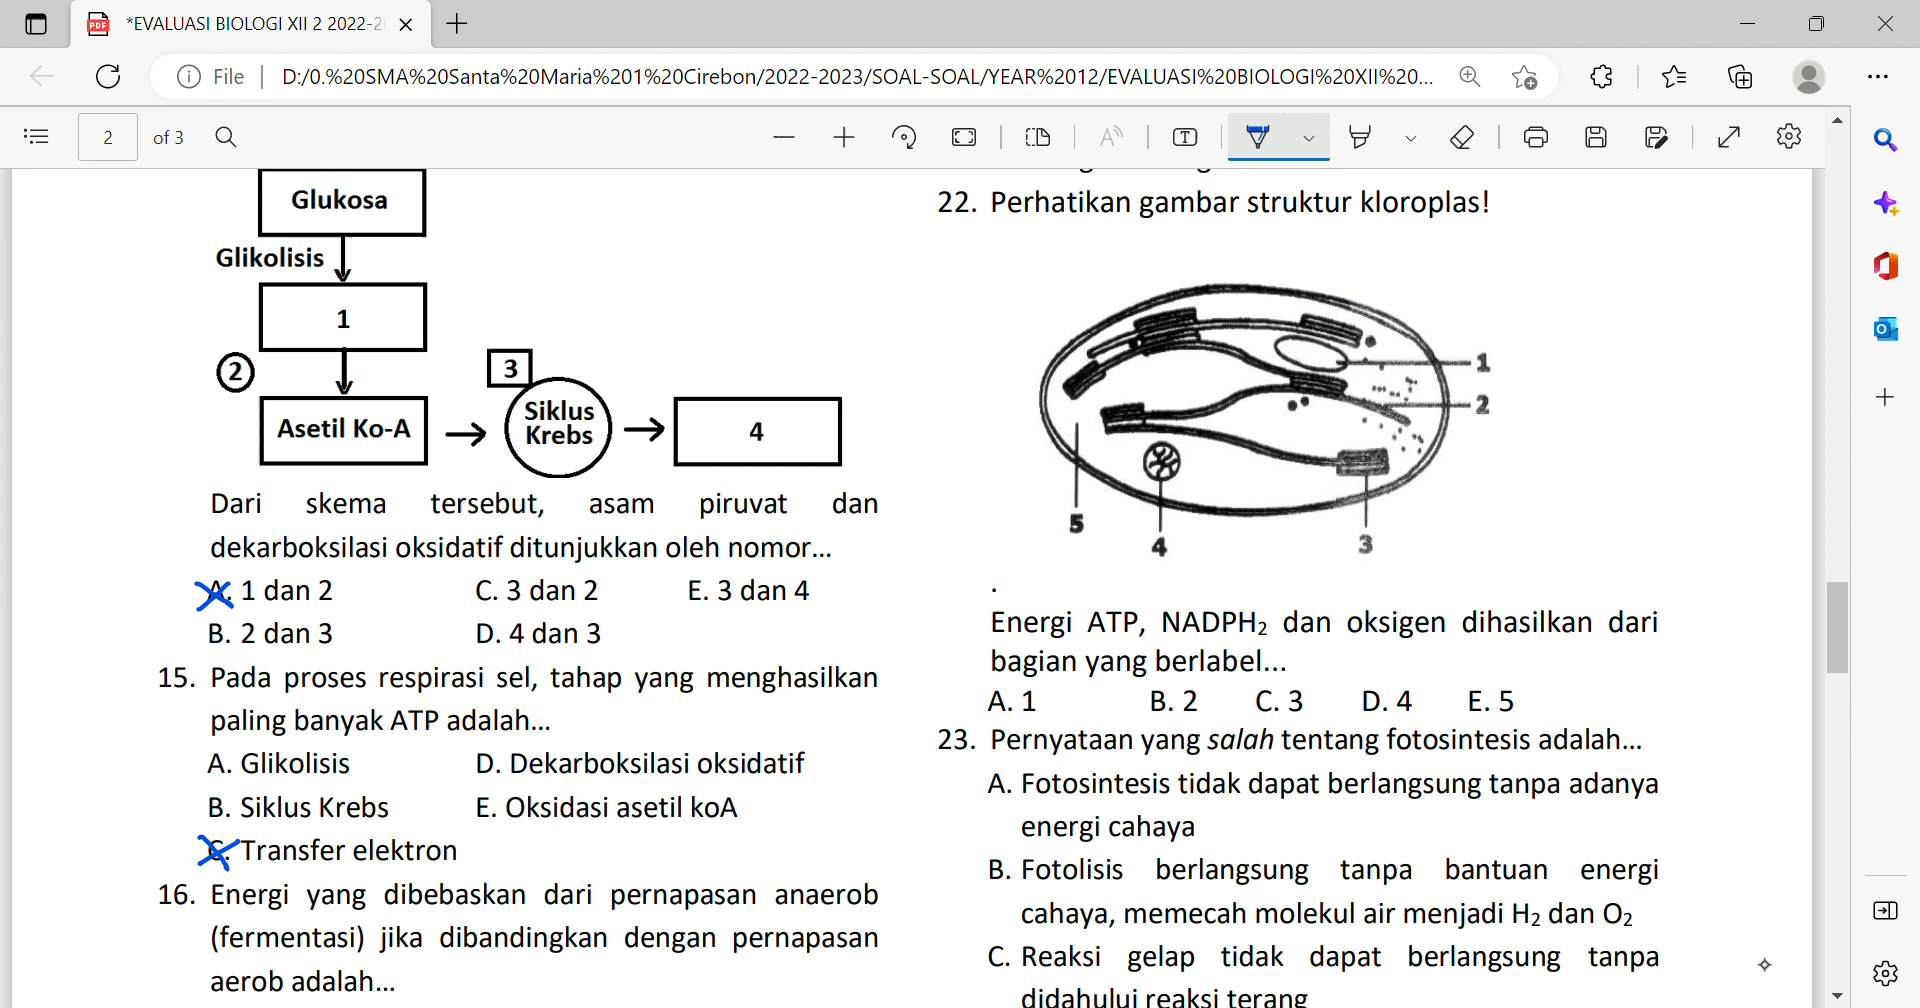 *EVALUASI BIOLOGI XII 2 2022-2
File
D:/0.%20SMA%20Santa%20Maria%201%20Cirebon/2022-2023/SOAL-SOAL/YEAR%2012/EVALUASI%20BIOLOGI%20XII%20...
2 of 3
Glukosa
Glikolisis
1
2
3
Asetil Ko-A
Siklus
Krebs
4
Dari skema tersebut, asam piruvat dan
dekarboksilasi oksidatif ditunjukkan oleh nomor...
A. 1 dan 2 C. 3 dan 2 E. 3 dan 4
B. 2 dan 3 D. 4 dan 3
15. Pada proses respirasi sel, tahap yang menghasilkan
paling banyak ATP adalah...
A. Glikolisis D. Dekarboksilasi oksidatif
B. Siklus Krebs E. Oksidasi asetil koA
C. Transfer elektron
16. Energi yang dibebaskan dari pernapasan anaerob
(fermentasi) jika dibandingkan dengan pernapasan
aerob adalah...
22. Perhatikan gambar struktur kloroplas!
1
2
5
4
3
.
Energi ATP, NADPH₂ dan oksigen dihasilkan dari
bagian yang berlabel...
A. 1 B. 2 C. 3 D. 4 E. 5
23. Pernyataan yang salah tentang fotosintesis adalah...
A. Fotosintesis tidak dapat berlangsung tanpa adanya
energi cahaya
B. Fotolisis berlangsung tanpa bantuan energi
cahaya, memecah molekul air menjadi H₂ dan O₂
C. Reaksi gelap tidak dapat berlangsung tanpa
didahului reaksi terang